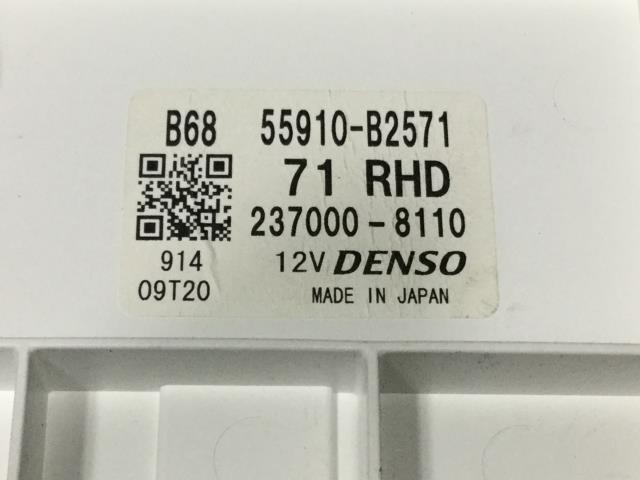 B68 55910-B2571
71 RHD
237000-8110
914 12V DENSO
09T20 MADE IN JAPAN